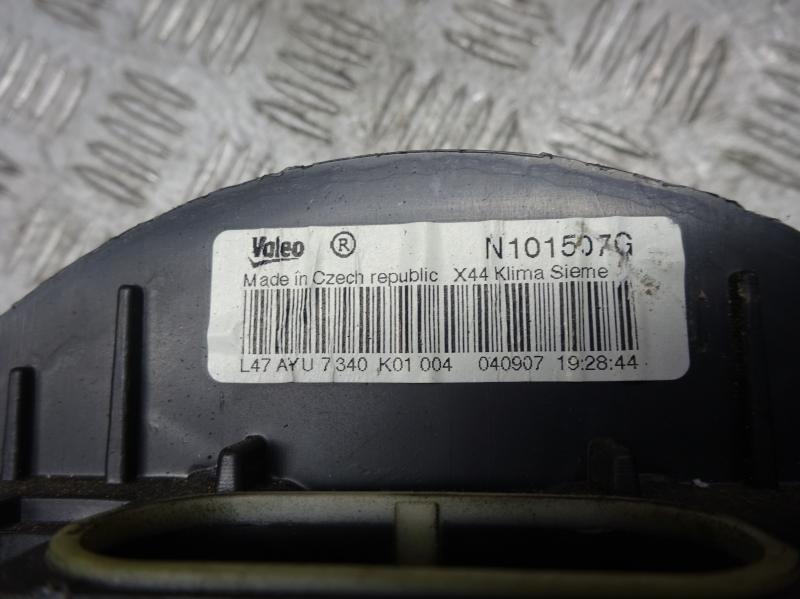 Valeo ® N101507G
Made in Czech republic X44 Klima Sieme
L47 AYU 7 340 K01 004 040907 19:28:44